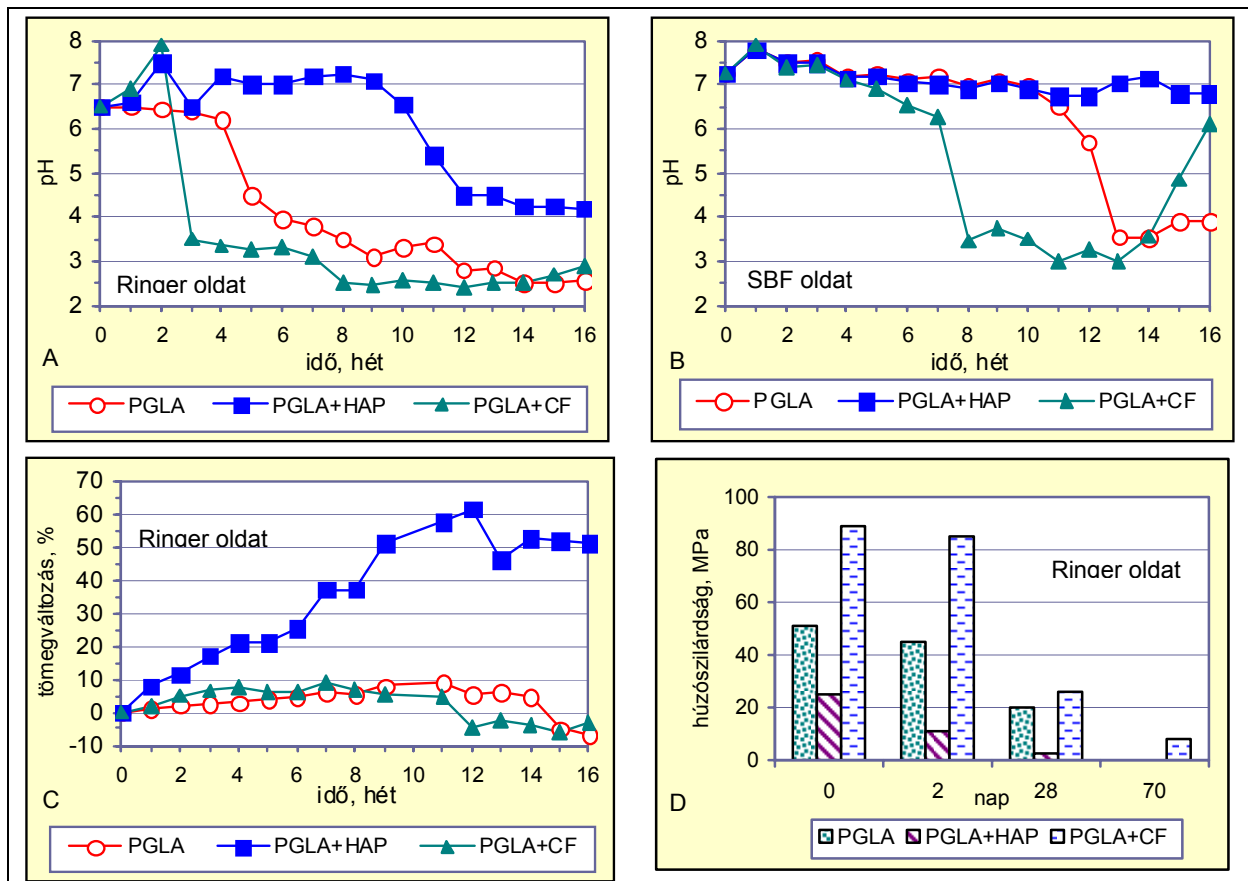 8
7
6
5
4
3
2
pH
0 2 4 6 8 10 12 14 16
Ringer oldat
A
idő, hét
PGLA PGLA+HAP PGLA+CF
8
7
6
5
4
3
2
pH
0 2 4 6 8 10 12 14 16
SBF oldat
B
idő, hét
PGLA PGLA+HAP PGLA+CF
70
60
50
40
30
20
10
0
-10
tömegváltozás, %
Ringer oldat
0 2 4 6 8 10 12 14 16
C
idő, hét
PGLA PGLA+HAP PGLA+CF
100
80
60
40
20
0
húzószilárdság, MPa
Ringer oldat
0 2 28 70
nap
D
PGLA PGLA+HAP PGLA+CF